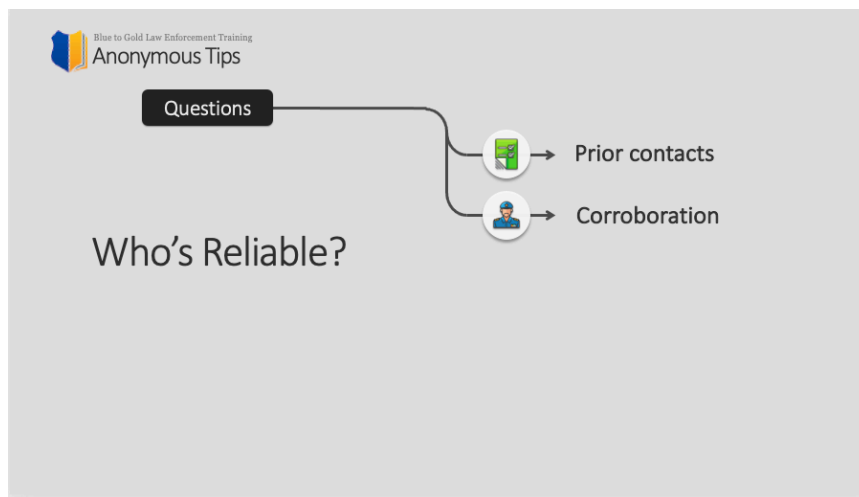 Blue to Gold Law Enforcement Training
Anonymous Tips
Questions
Prior contacts
Corroboration
Who's Reliable?